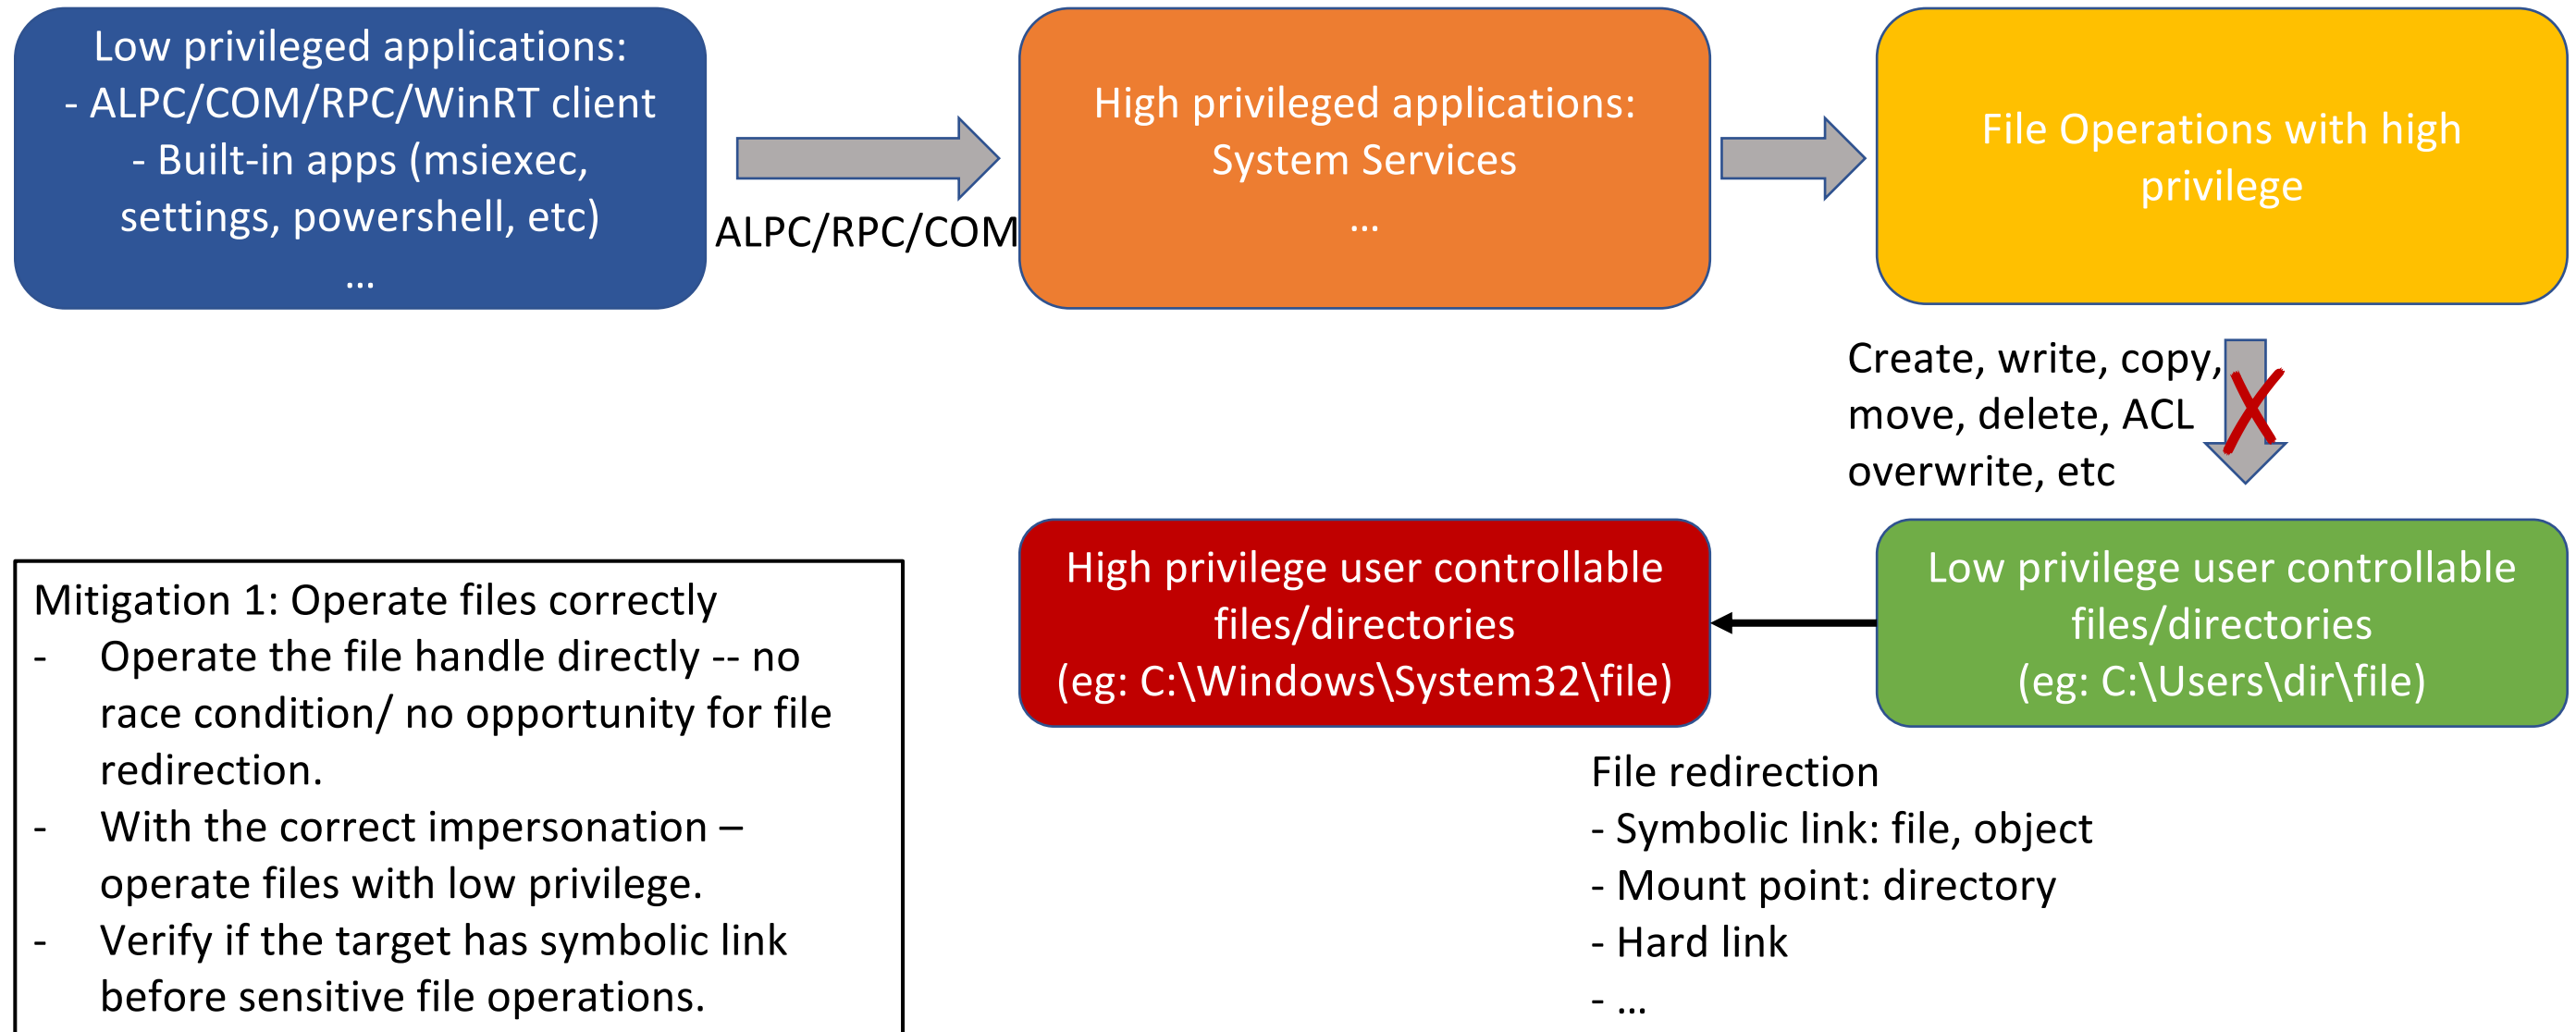 Low privileged applications:
- ALPC/COM/RPC/WinRT client
- Built-in apps (msiexec,
settings, powershell, etc)
...
ALPC/RPC/COM
High privileged applications:
System Services
...
File Operations with high
privilege
Create, write, copy,
move, delete, ACL
overwrite, etc
High privilege user controllable
files/directories
(eg: C:\Windows\System32\file)
Low privilege user controllable
files/directories
(eg: C:\Users\dir\file)
File redirection
- Symbolic link: file, object
- Mount point: directory
- Hard link
- ...
Mitigation 1: Operate files correctly
- Operate the file handle directly -- no
race condition/ no opportunity for file
redirection.
- With the correct impersonation –
operate files with low privilege.
- Verify if the target has symbolic link
before sensitive file operations.